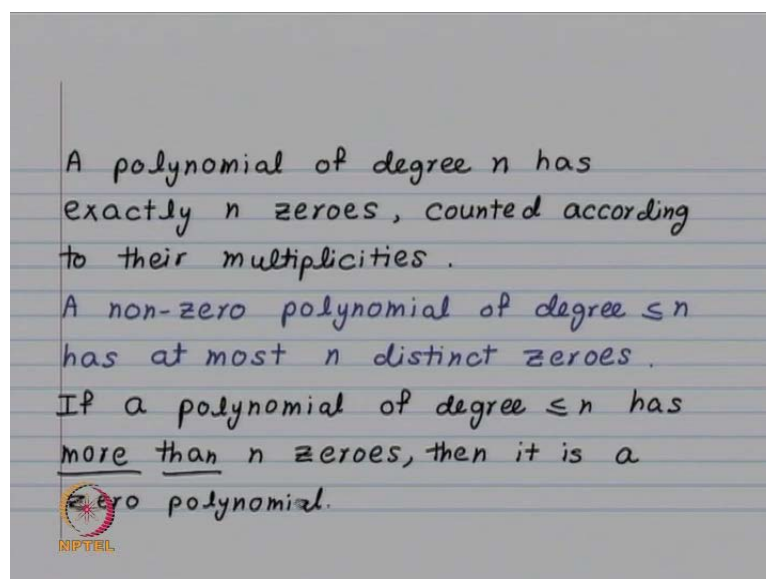 A polynomial of degree n has
exactly n zeroes, counted according
to their multiplicities.
A non-zero polynomial of degree ≤ n
has at most n distinct zeroes.
If a polynomial of degree ≤ n has
more than n zeroes, then it is a
zero polynomial.
NPTEL